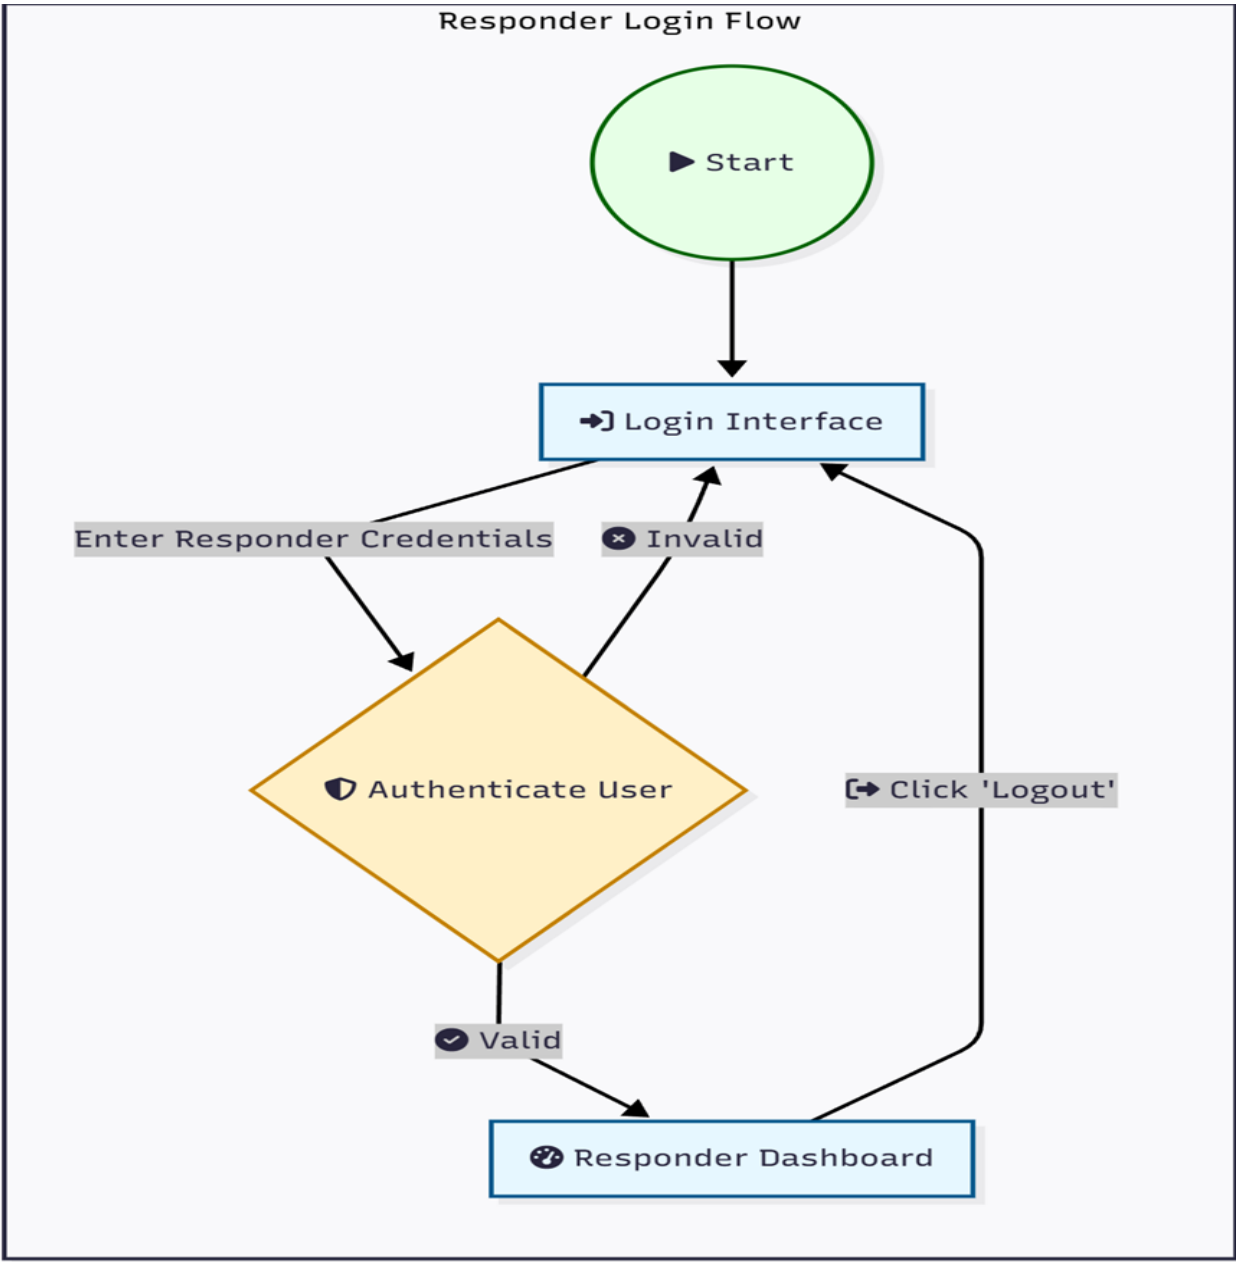 Responder Login Flow
Start
Login Interface
Enter Responder Credentials
Invalid
Authenticate User
Click 'Logout'
Valid
Responder Dashboard